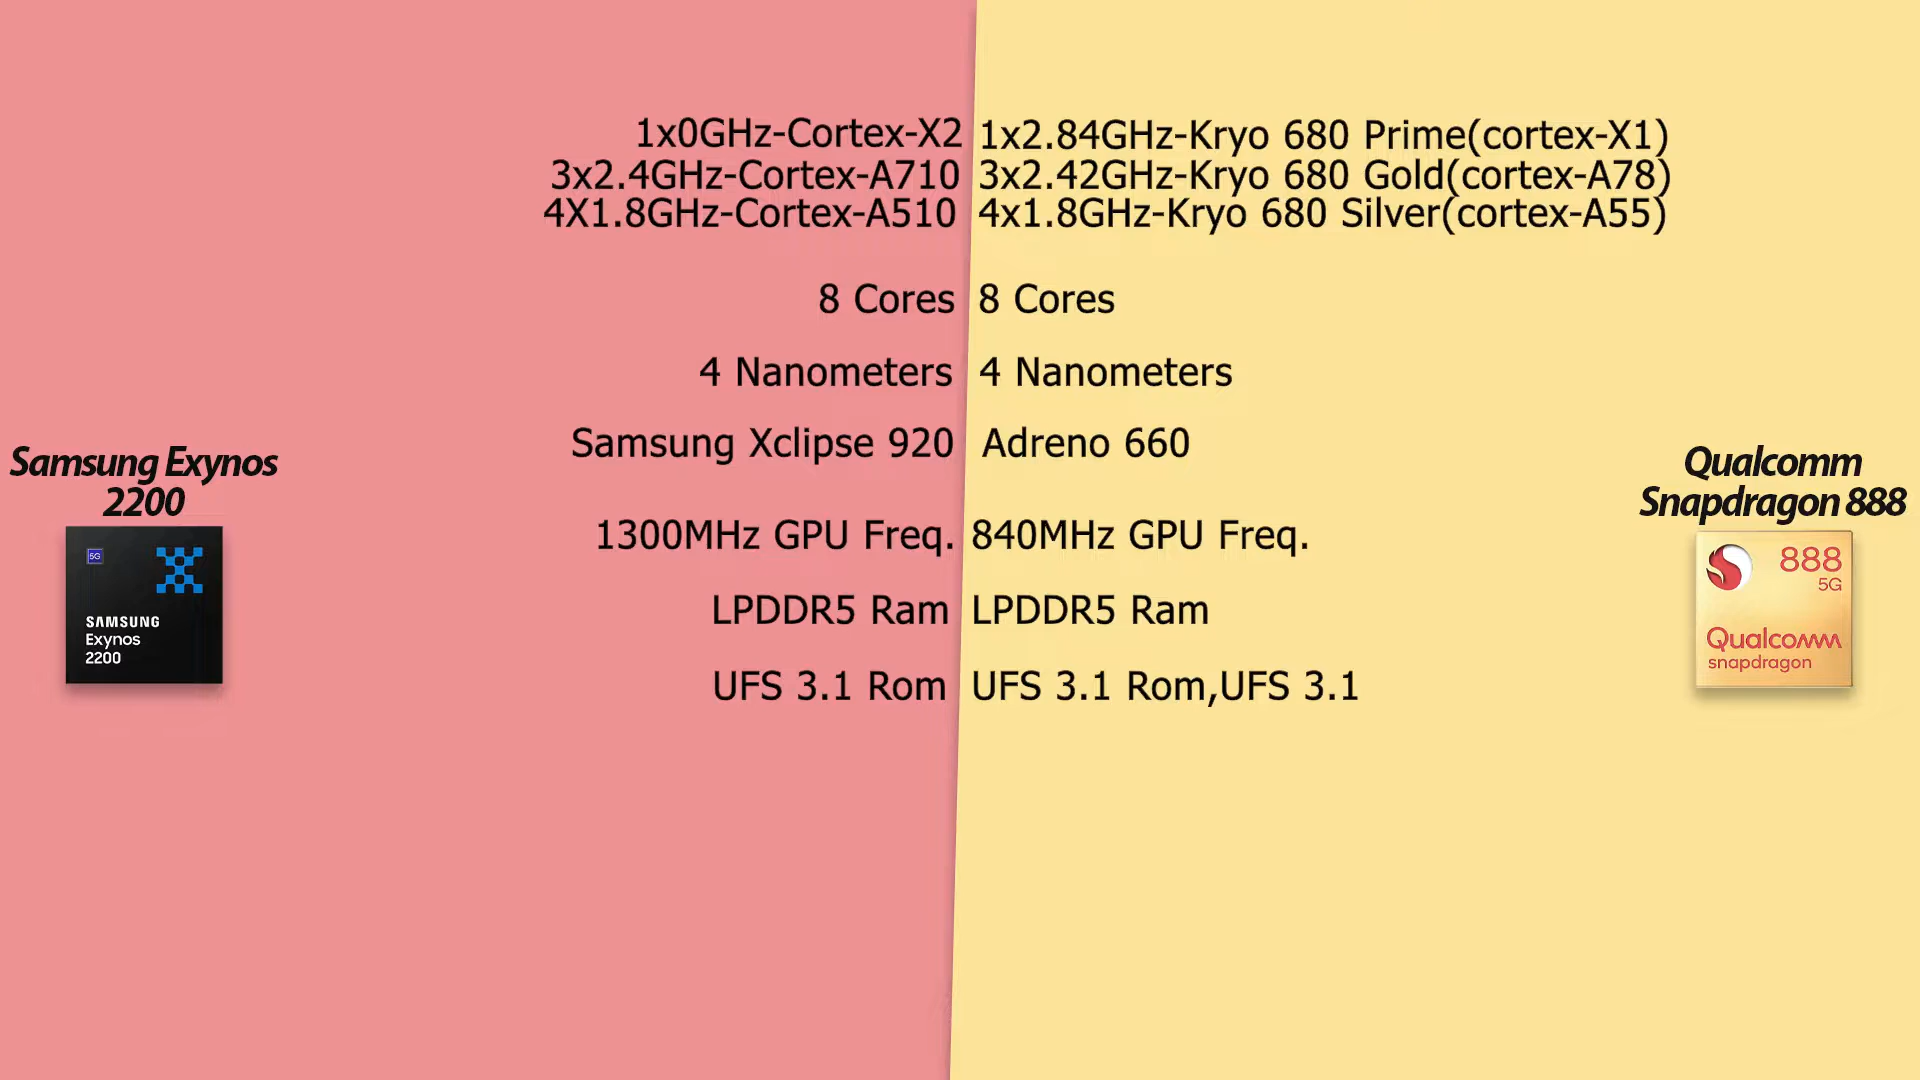 1x0GHz-Cortex-X2
3x2.4GHz-Cortex-A710
4X1.8GHz-Cortex-A510
8 Cores
4 Nanometers
Samsung Xclipse 920
1300MHz GPU Freq.
LPDDR5 Ram
UFS 3.1 Rom
Samsung Exynos
2200
5G
SAMSUNG
Exynos
2200
1x2.84GHz-Kryo 680 Prime(cortex-X1)
3x2.42GHz-Kryo 680 Gold(cortex-A78)
4x1.8GHz-Kryo 680 Silver(cortex-A55)
8 Cores
4 Nanometers
Adreno 660
840MHz GPU Freq.
LPDDR5 Ram
UFS 3.1 Rom,UFS 3.1
Qualcomm
Snapdragon 888
888
5G
Qualcomm
snapdragon